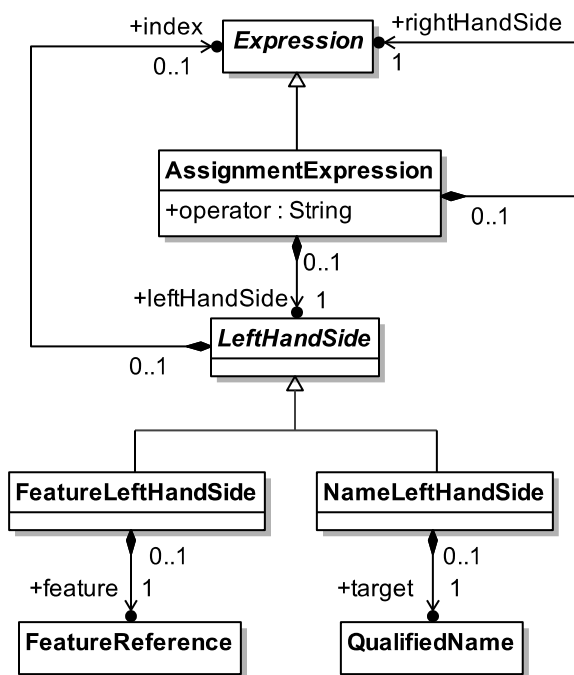 +index
Expression
+rightHandSide
0..1
1
AssignmentExpression
+operator : String
0..1
0..1
+leftHandSide
1
LeftHandSide
0..1
FeatureLeftHandSide
NameLeftHandSide
0..1
0..1
+feature
1
+target
1
FeatureReference
QualifiedName